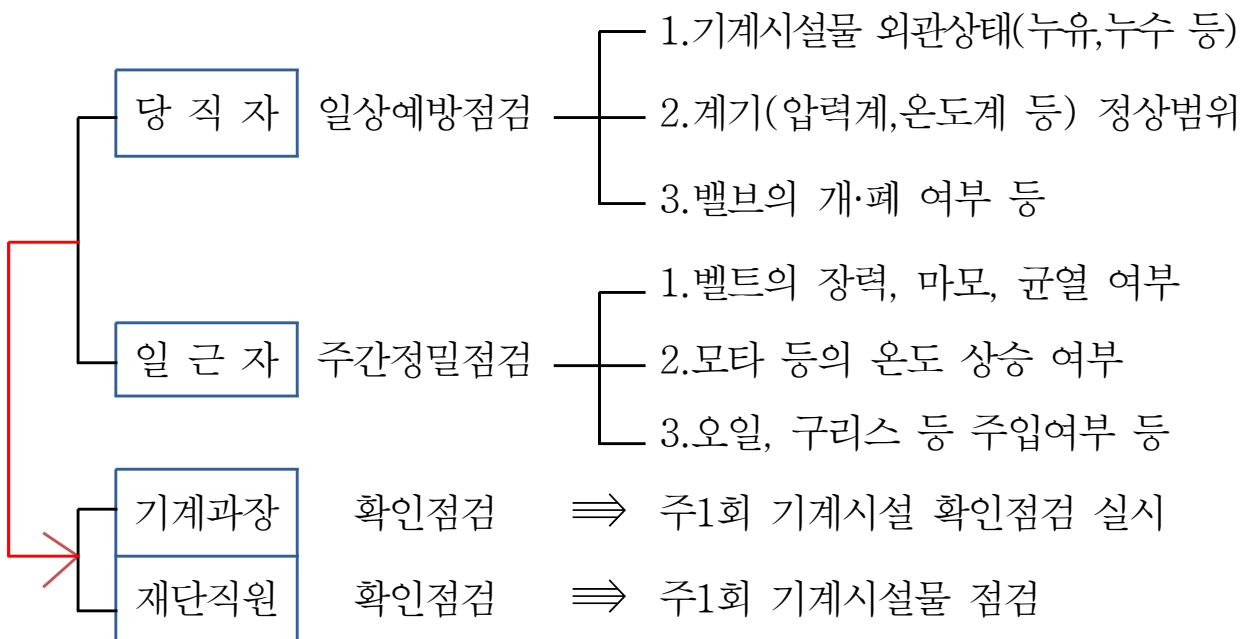 1.기계시설물 외관상태(누유,누수 등)
당 직 자 일상예방점검 2.계기(압력계,온도계 등) 정상범위
3.밸브의 개·폐 여부 등
1.벨트의 장력, 마모, 균열 여부
일 근 자 주간정밀점검 2.모타 등의 온도 상승 여부
3.오일, 구리스 등 주입여부 등
기계과장 확인점검 ⇒ 주1회 기계시설 확인점검 실시
재단직원 확인점검 ⇒ 주1회 기계시설물 점검